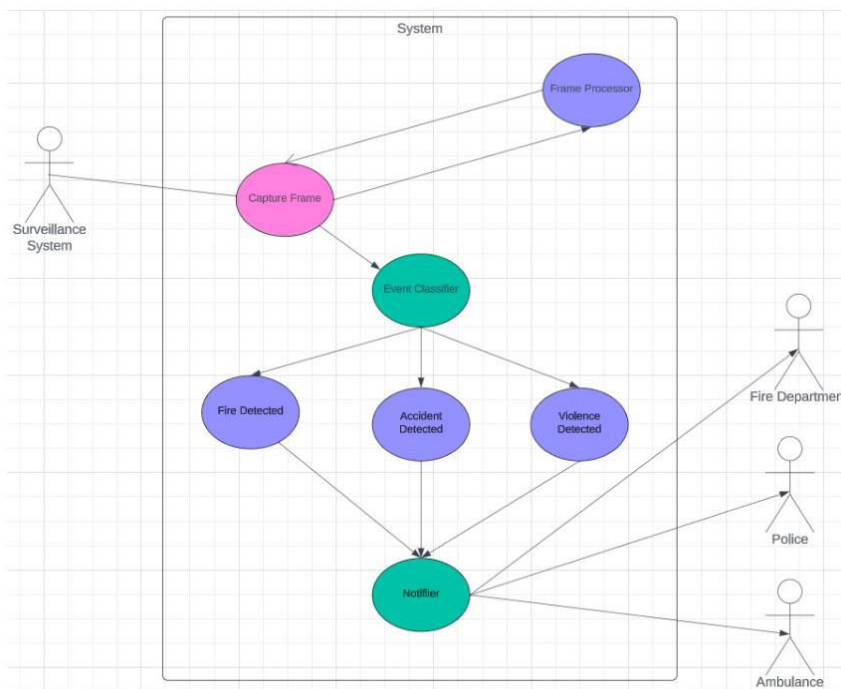 System
Frame Processor
Capture Frame
Surveillance
System
Event Classifier
Fire Detected
Accident
Detected
Violence
Detected
Fire Departmen
Police
Notifier
Ambulance